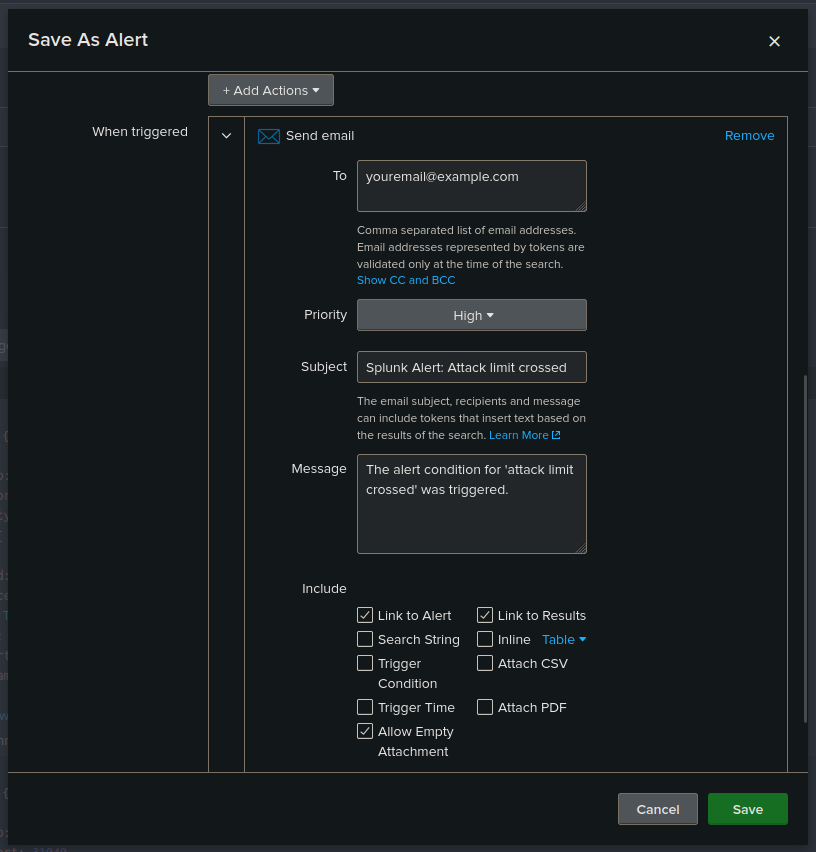 Save As Alert
+ Add Actions
When triggered
Send email
Remove
To
youremail@example.com
Comma separated list of email addresses.
Email addresses represented by tokens are
validated only at the time of the search.
Show CC and BCC
Priority
High
Subject
Splunk Alert: Attack limit crossed
The email subject, recipients and message
can include tokens that insert text based on
the results of the search. Learn More
Message
The alert condition for 'attack limit
crossed' was triggered.
Include
Link to Alert
Link to Results
Search String
Inline Table
Trigger
Condition
Attach CSV
Trigger Time
Attach PDF
Allow Empty
Attachment
Cancel
Save